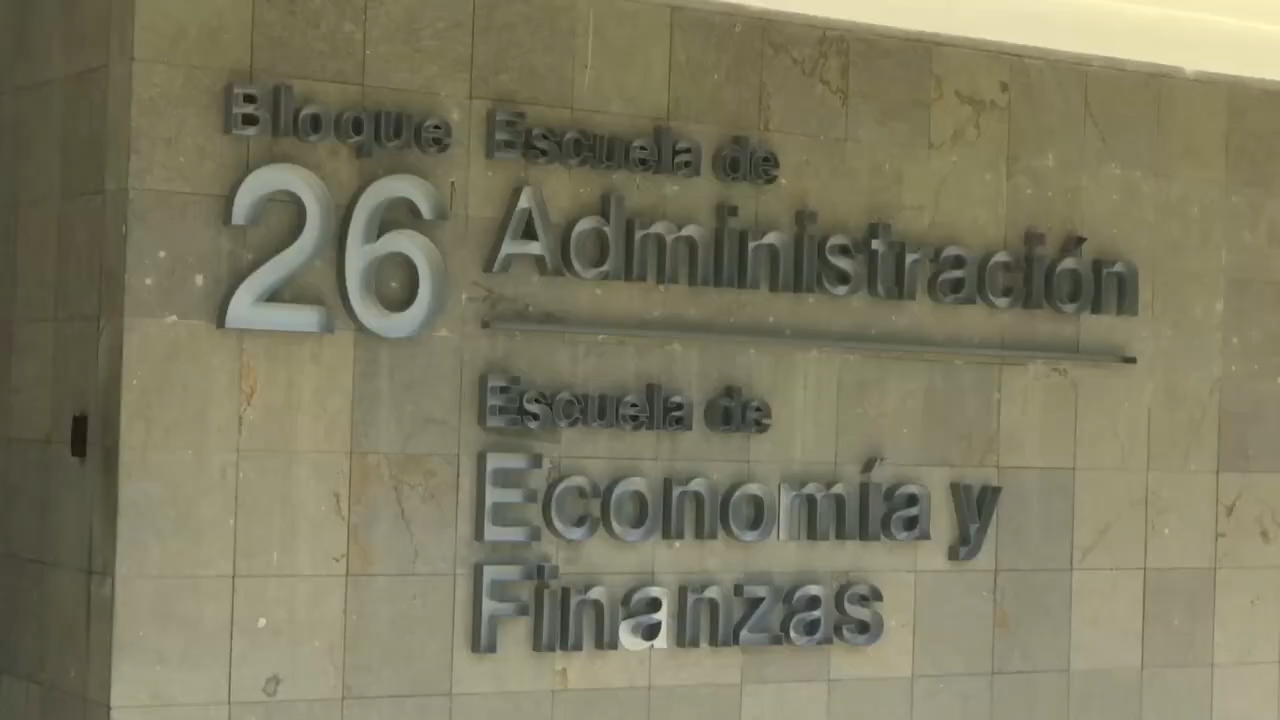 Bloque
26
Escuela de
Administración
Escuela de
Economía y
Finanzas